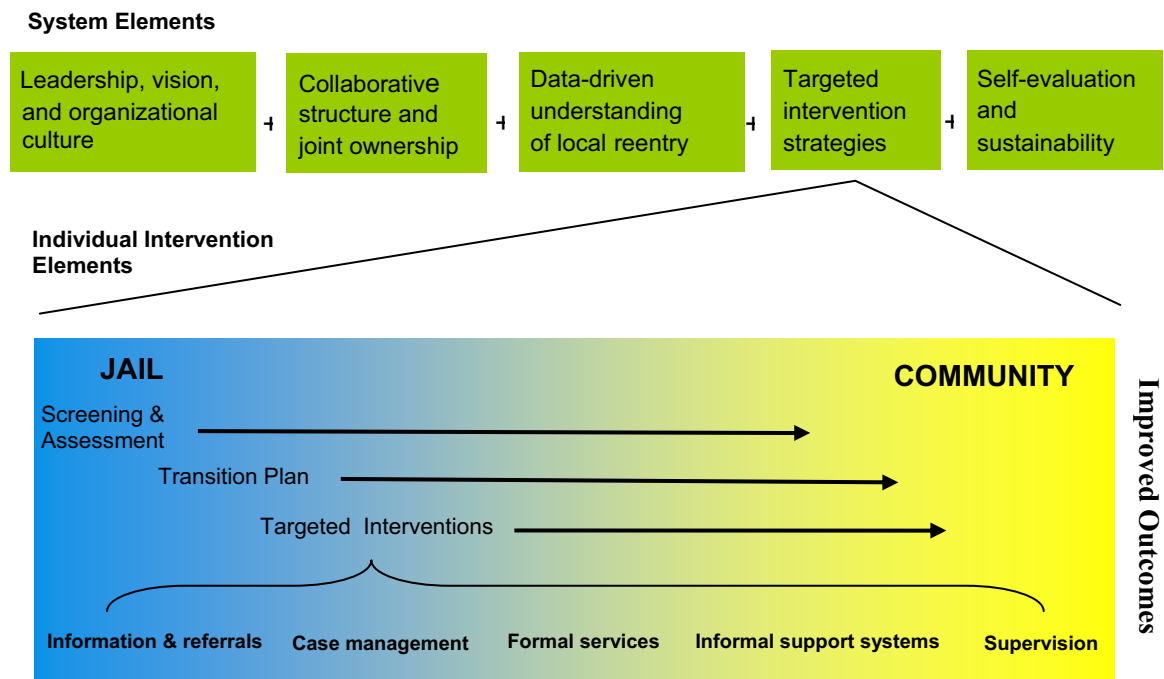 System Elements
Leadership, vision,
and organizational
culture
+
Collaborative
structure and
joint ownership
+
Data-driven
understanding
of local reentry
+
Targeted
intervention
strategies
+
Self-evaluation
and
sustainability
Individual Intervention
Elements
JAIL
COMMUNITY
Screening &
Assessment
Transition Plan
Targeted Interventions
Information & referrals
Case management
Formal services
Informal support systems
Supervision
Improved Outcomes